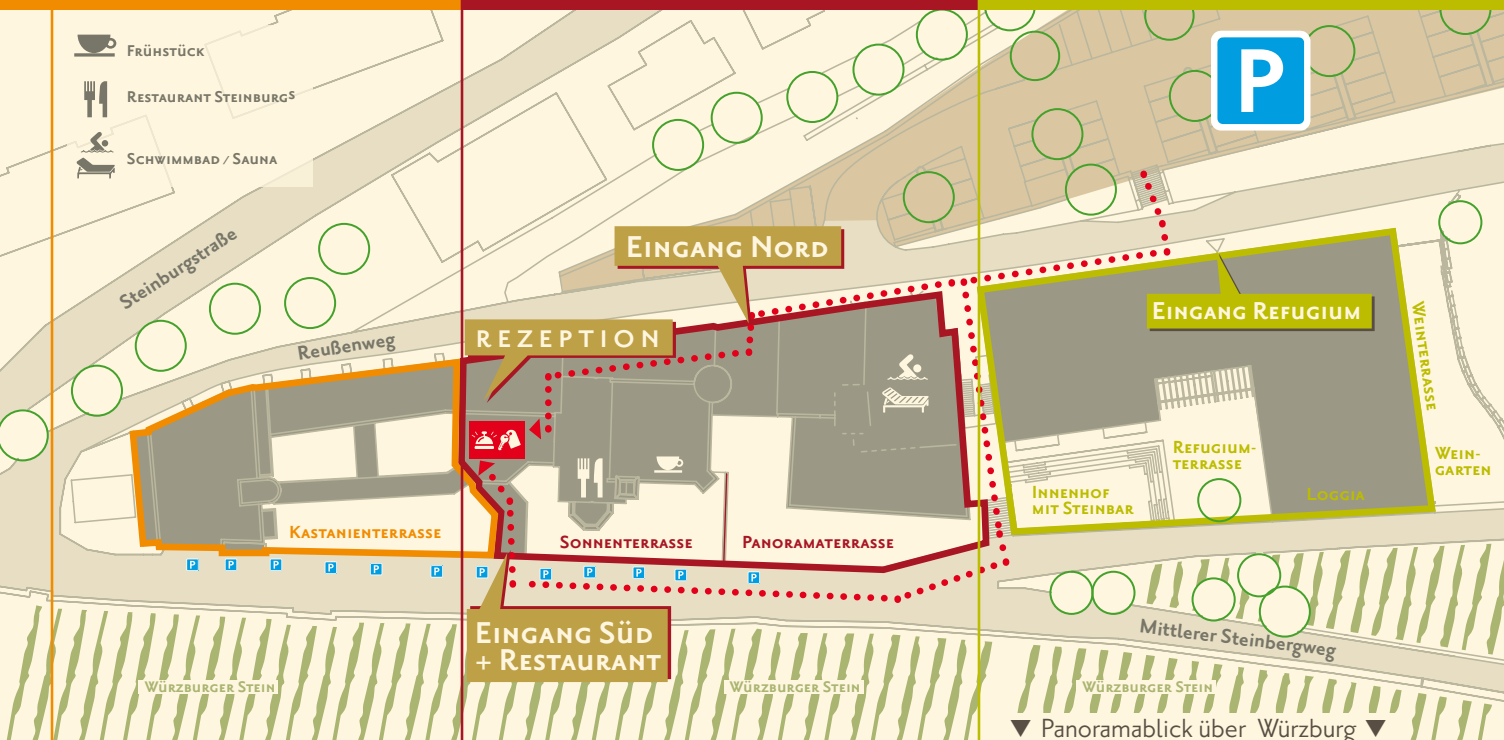 Frühstück
Restaurant Steinburgs
Schwimmbad / Sauna
P
Steinburgstraße
Reußenweg
Eingang Nord
REZEPTION
Eingang Refugium
Weinterrasse
Refugium-
terrasse
Wein-
garten
Innenhof
mit Steinbar
Loggia
Kastanienterrasse
Sonnenterrasse
Panoramaterrasse
P P P P P P P P P P P P
Eingang Süd
+ Restaurant
Mittlerer Steinbergweg
Würzburger Stein
Würzburger Stein
Würzburger Stein
▼ Panoramablick über Würzburg ▼